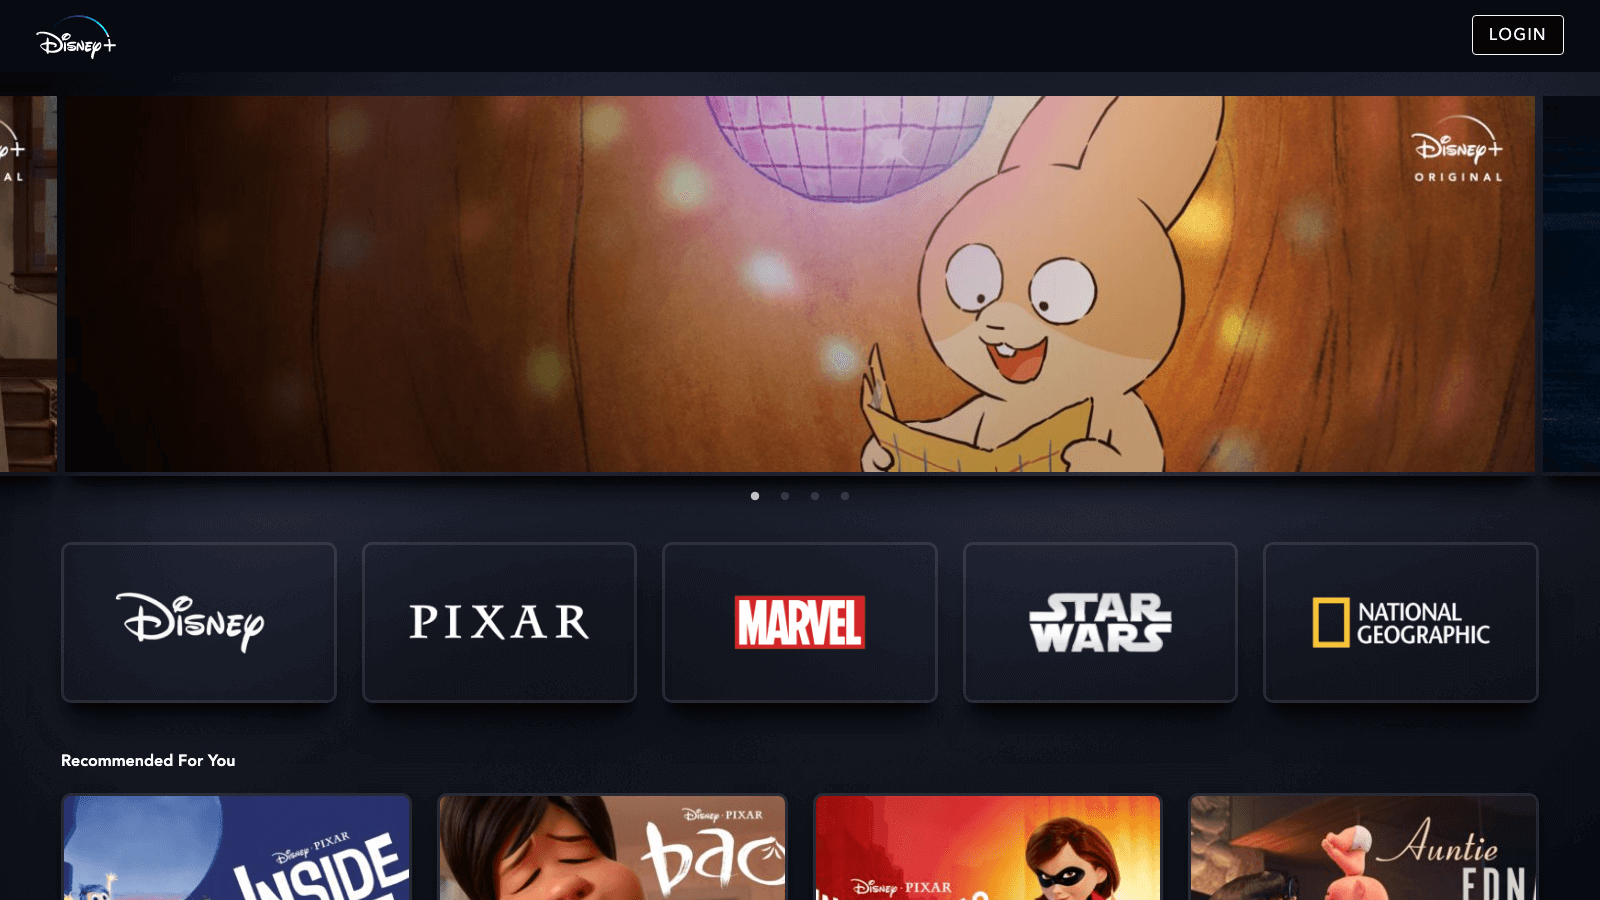 Disney+
LOGIN
Disney+
ORIGINAL
AL
Disney
PIXAR
MARVEL
STAR
WARS
NATIONAL
GEOGRAPHIC
Recommended For You
Disney · PIXAR
INSIDE
Disney · PIXAR
bao
Disney · PIXAR
Auntie
EDNA